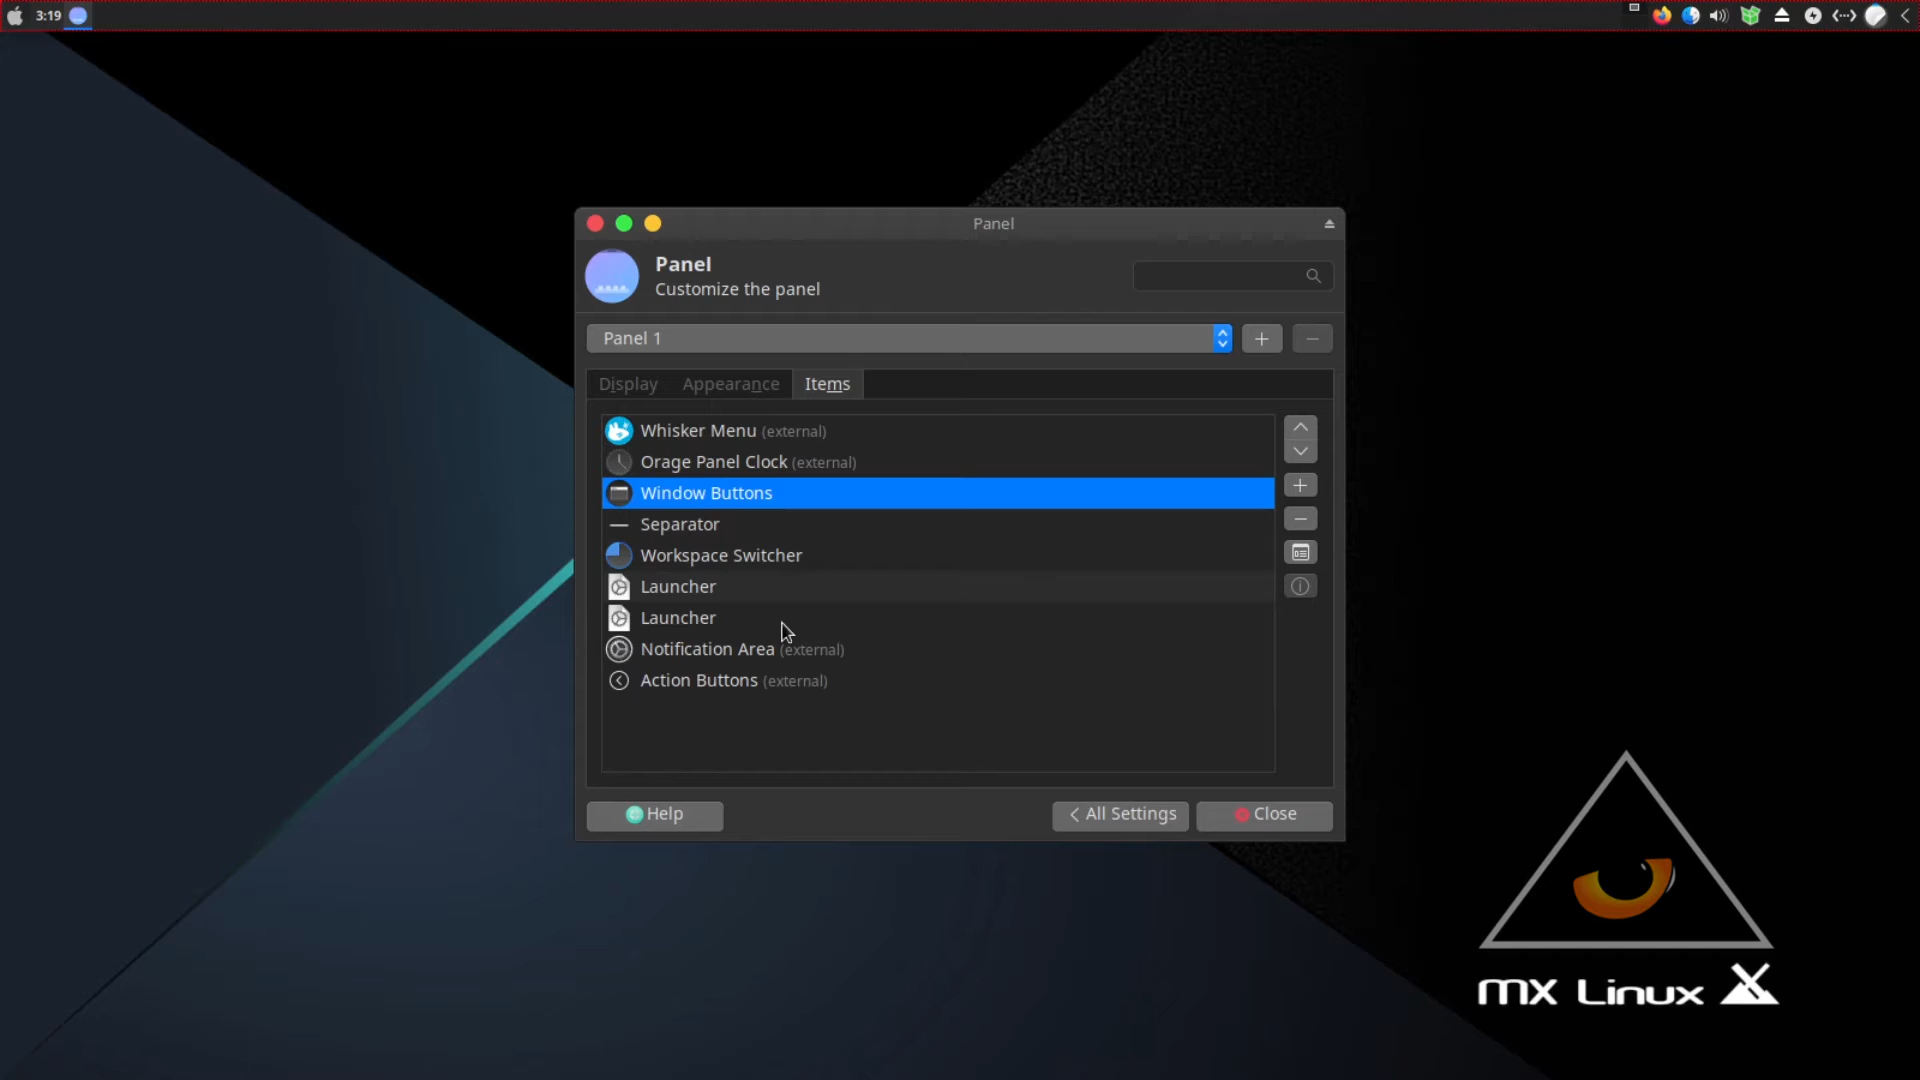 3:19
Panel
Panel
Customize the panel
Panel 1
Display Appearance Items
Whisker Menu (external)
Orage Panel Clock (external)
Window Buttons
Separator
Workspace Switcher
Launcher
Launcher
Notification Area (external)
Action Buttons (external)
Help
All Settings
Close
MX Linux